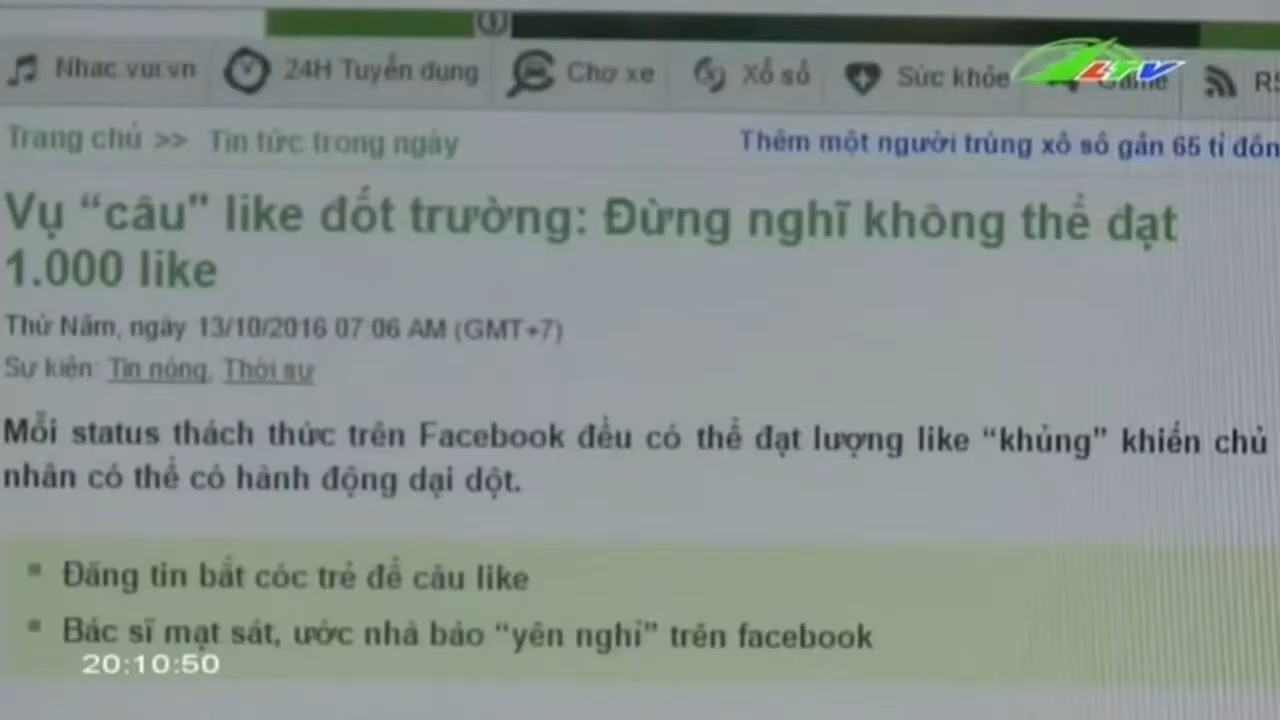 Nhac.vui.vn 24H Tuyển dụng Chợ xe Xổ số Sức khỏe Game
LTV
Trang chủ >> Tin tức trong ngày Thêm một người trúng xổ số gần 65 tỉ đồn
Vụ “câu” like đốt trường: Đừng nghĩ không thể đạt
1.000 like
Thứ Năm, ngày 13/10/2016 07:06 AM (GMT+7)
Sự kiện: Tin nóng, Thời sự
Mỗi status thách thức trên Facebook đều có thể đạt lượng like “khủng” khiến chủ
nhân có thể có hành động dại dột.
Đăng tin bắt cóc trẻ để câu like
Bác sĩ mạt sát, ước nhà báo “yên nghỉ” trên facebook
20:10:50